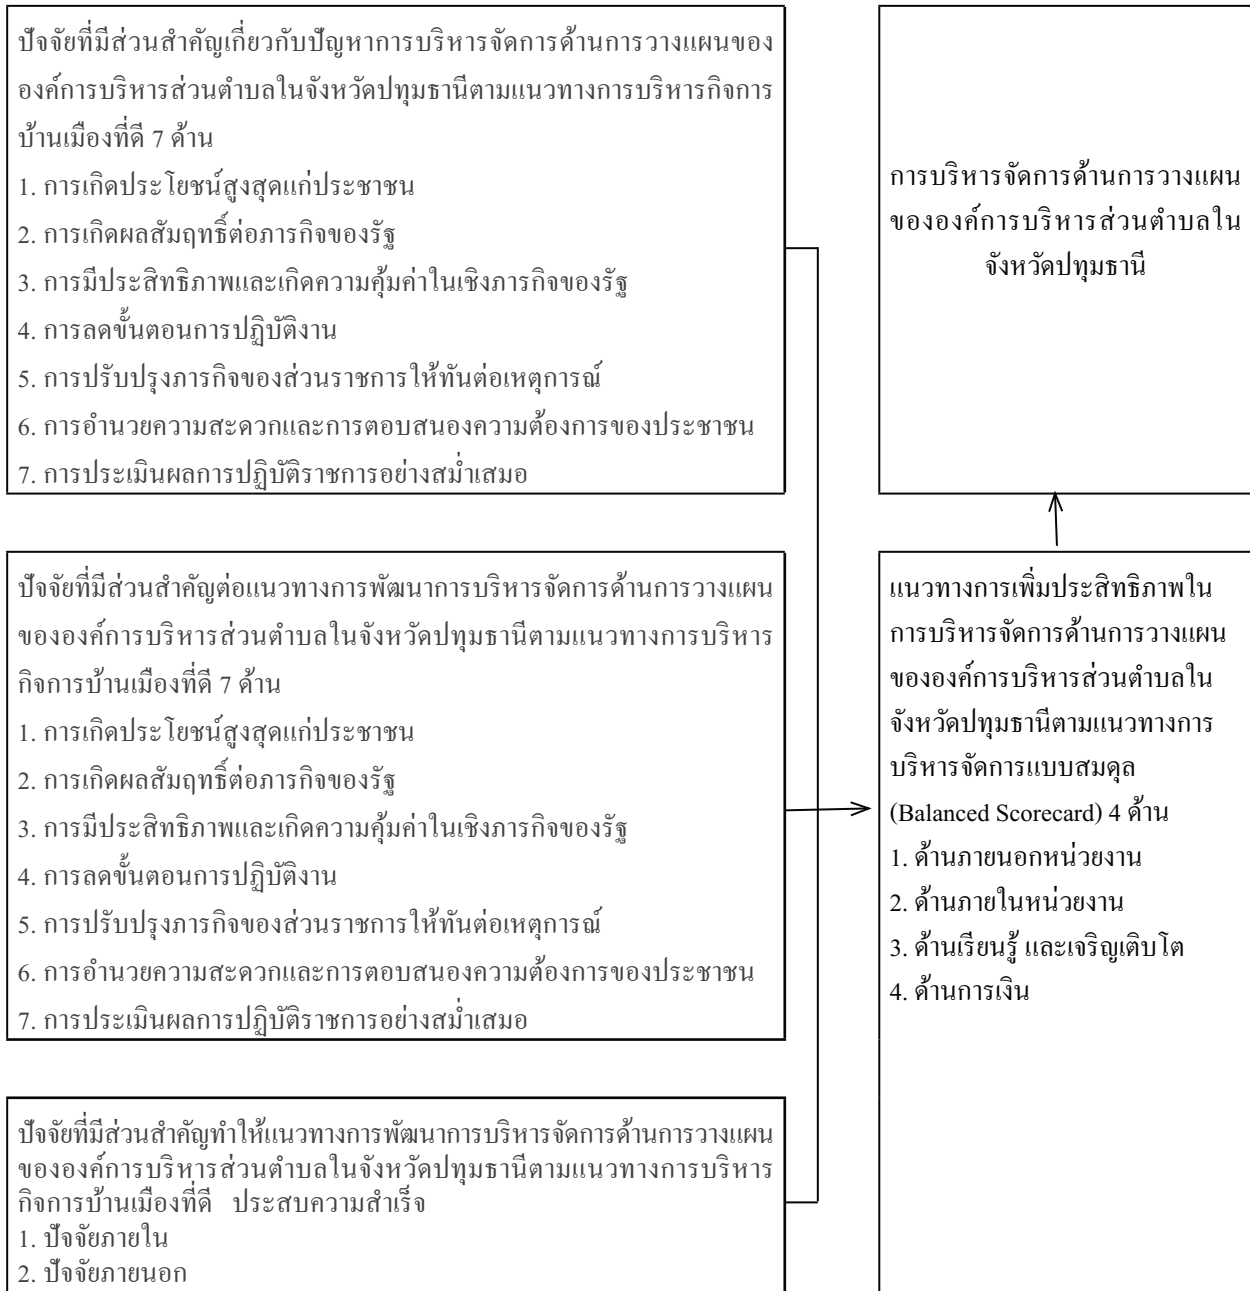 ปัจจัยที่มีส่วนสำคัญเกี่ยวกับปัญหาการบริหารจัดการด้านการวางแผนของ
องค์การบริหารส่วนตำบลในจังหวัดปทุมธานีตามแนวทางการบริหารกิจการ
บ้านเมืองที่ดี 7 ด้าน
1. การเกิดประโยชน์สูงสุดแก่ประชาชน
2. การเกิดผลสัมฤทธิ์ต่อภารกิจของรัฐ
3. การมีประสิทธิภาพและเกิดความคุ้มค่าในเชิงภารกิจของรัฐ
4. การลดขั้นตอนการปฏิบัติงาน
5. การปรับปรุงภารกิจของส่วนราชการให้ทันต่อเหตุการณ์
6. การอำนวยความสะดวกและการตอบสนองความต้องการของประชาชน
7. การประเมินผลการปฏิบัติราชการอย่างสม่ำเสมอ
ปัจจัยที่มีส่วนสำคัญต่อแนวทางการพัฒนาการบริหารจัดการด้านการวางแผน
ขององค์การบริหารส่วนตำบลในจังหวัดปทุมธานีตามแนวทางการบริหาร
กิจการบ้านเมืองที่ดี 7 ด้าน
1. การเกิดประโยชน์สูงสุดแก่ประชาชน
2. การเกิดผลสัมฤทธิ์ต่อภารกิจของรัฐ
3. การมีประสิทธิภาพและเกิดความคุ้มค่าในเชิงภารกิจของรัฐ
4. การลดขั้นตอนการปฏิบัติงาน
5. การปรับปรุงภารกิจของส่วนราชการให้ทันต่อเหตุการณ์
6. การอำนวยความสะดวกและการตอบสนองความต้องการของประชาชน
7. การประเมินผลการปฏิบัติราชการอย่างสม่ำเสมอ
ปัจจัยที่มีส่วนสำคัญทำให้แนวทางการพัฒนาการบริหารจัดการด้านการวางแผน
ขององค์การบริหารส่วนตำบลในจังหวัดปทุมธานีตามแนวทางการบริหาร
กิจการบ้านเมืองที่ดี ประสบความสำเร็จ
1. ปัจจัยภายใน
2. ปัจจัยภายนอก
การบริหารจัดการด้านการวางแผน
ขององค์การบริหารส่วนตำบลใน
จังหวัดปทุมธานี
แนวทางการเพิ่มประสิทธิภาพใน
การบริหารจัดการด้านการวางแผน
ขององค์การบริหารส่วนตำบลใน
จังหวัดปทุมธานีตามแนวทางการ
บริหารจัดการแบบสมดุล
(Balanced Scorecard) 4 ด้าน
1. ด้านภายนอกหน่วยงาน
2. ด้านภายในหน่วยงาน
3. ด้านเรียนรู้ และเจริญเติบโต
4. ด้านการเงิน